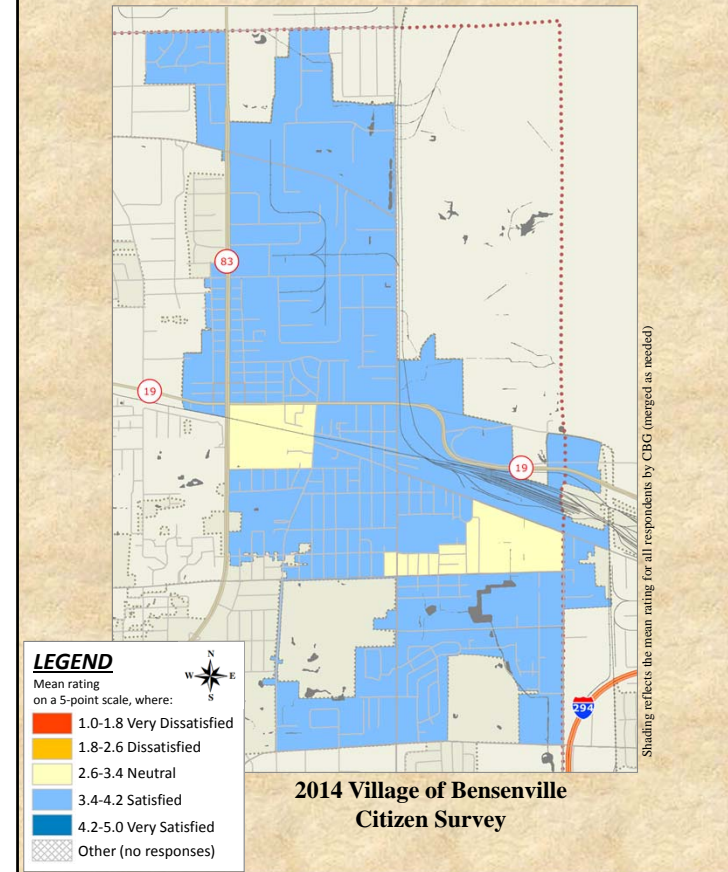 83
19
19
294
Shading reflects the mean rating for all respondents by CBG (merged as needed)
LEGEND
N
W E
S
Mean rating
on a 5-point scale, where:
1.0-1.8 Very Dissatisfied
1.8-2.6 Dissatisfied
2.6-3.4 Neutral
3.4-4.2 Satisfied
4.2-5.0 Very Satisfied
Other (no responses)
2014 Village of Bensenville
Citizen Survey